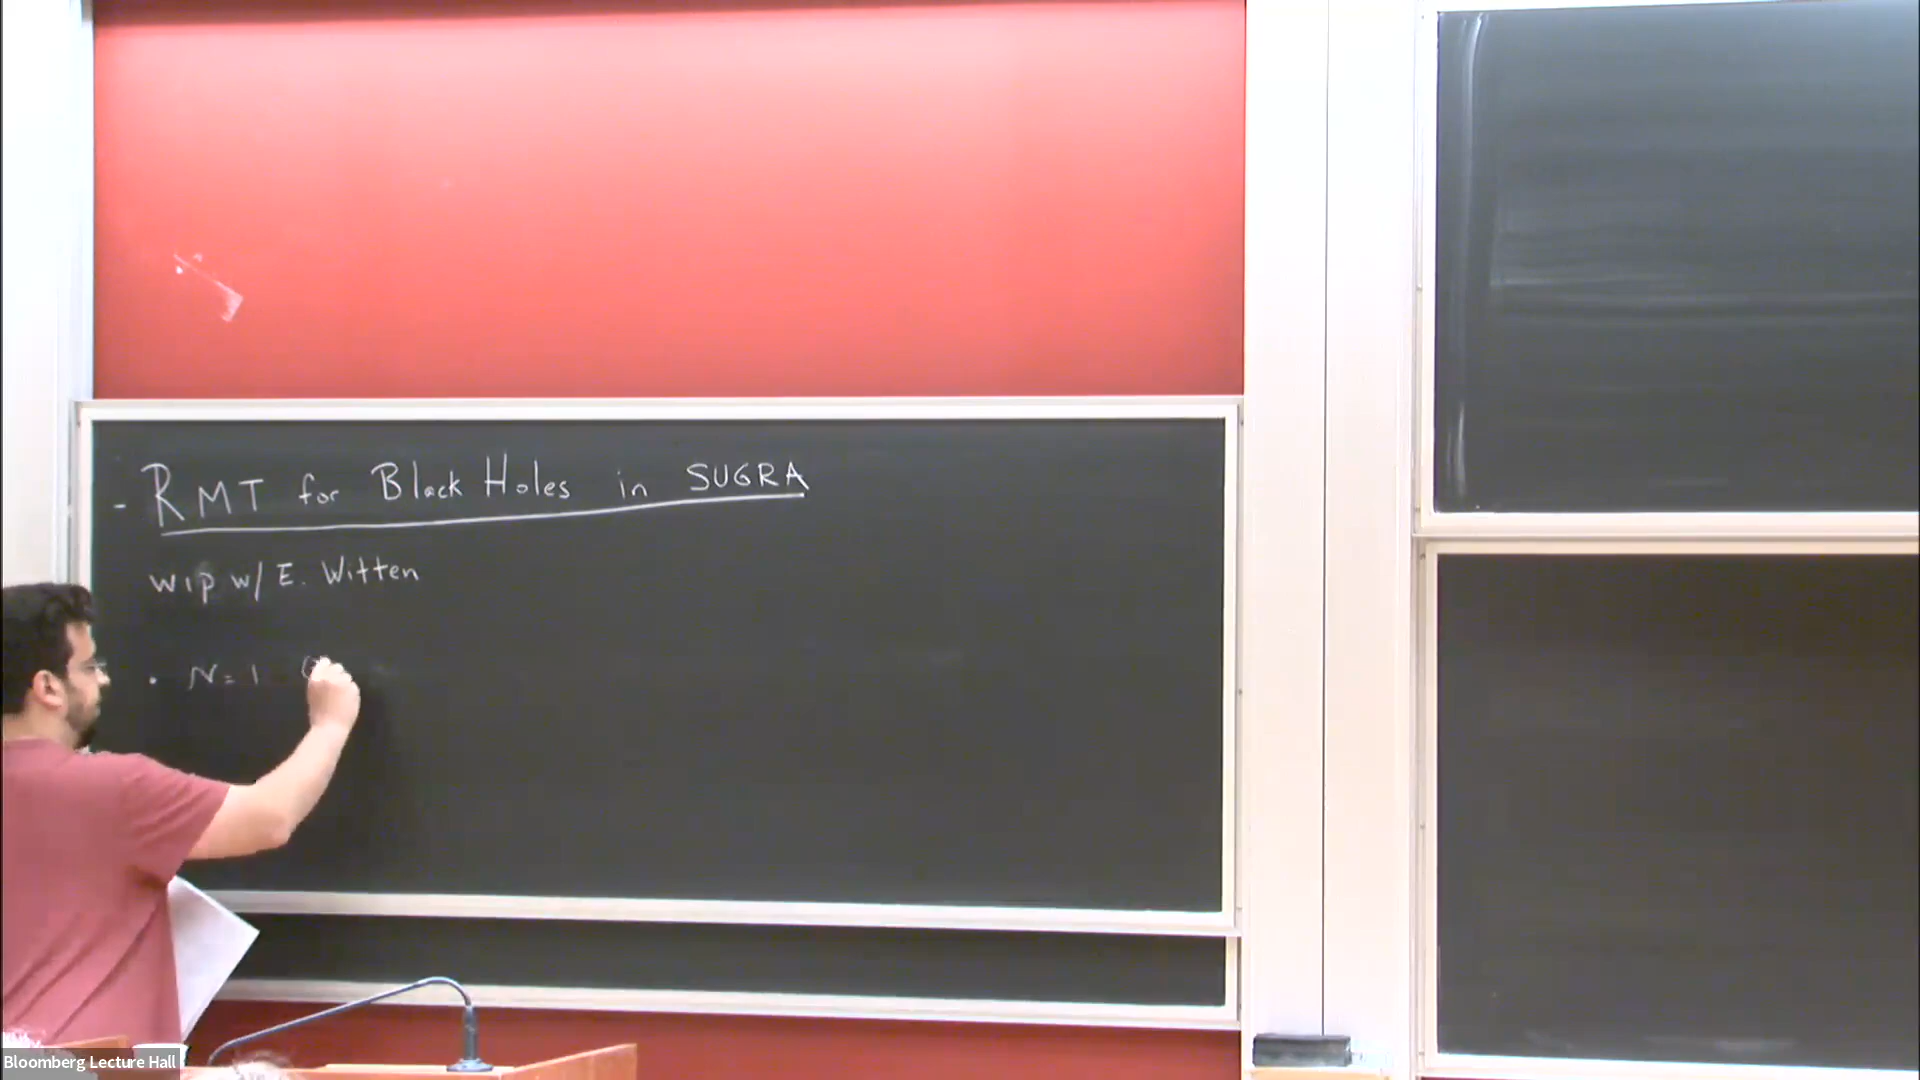 - RMT for Black Holes in SUGRA
WIP w/ E. Witten
• N = 1
Bloomberg Lecture Hall